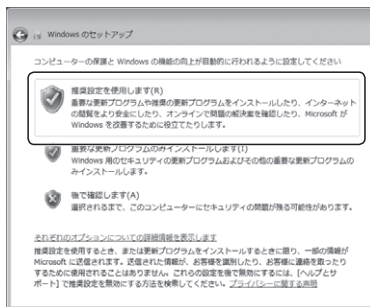 Windows のセットアップ
コンピューターの保護と Windows の機能の向上が自動的に行われるように設定してください
推奨設定を使用します(R)
重要な更新プログラムや推奨の更新プログラムをインストールしたり、インターネット
の閲覧をより安全にしたり、オンラインで問題の解決策を確認したり、Microsoft が
Windows を改善するために役立てたりします。
重要な更新プログラムのみインストールします(I)
Windows 用のセキュリティの更新プログラムおよびその他の重要な更新プログラムの
みインストールします。
後で確認します(A)
選択されるまで、このコンピューターにセキュリティの問題が残る可能性があります。
それぞれのオプションについての詳細情報を表示します
推奨設定を使用するとき、または更新プログラムをインストールするときに限り、一部の情報が
Microsoft に送信されます。送信された情報が、お客様を識別したり、お客様に連絡を取ったり
するために使用されることはありません。これらの設定を後で無効にするには、[ヘルプとサ
ポート] で推奨設定を無効にする方法を検索してください。プライバシーに関する声明